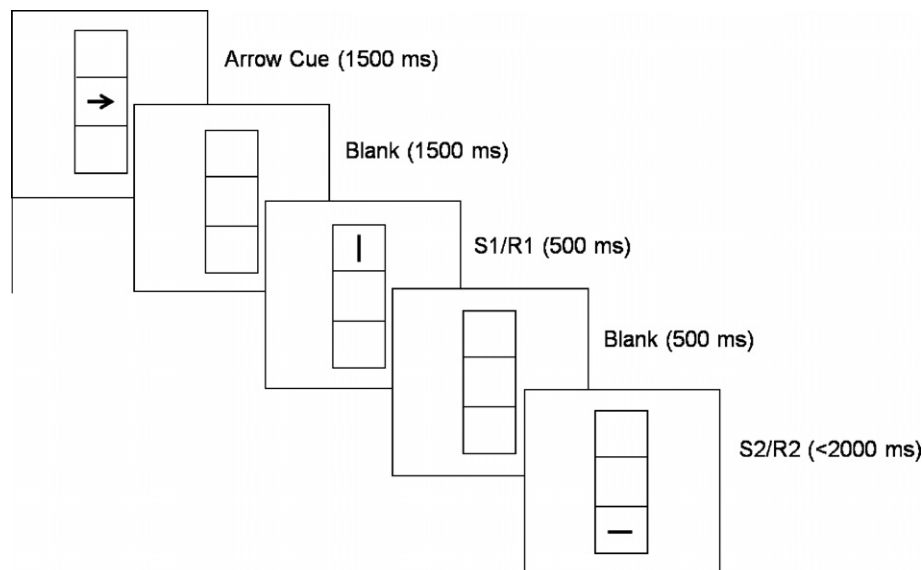 Arrow Cue (1500 ms)
Blank (1500 ms)
S1/R1 (500 ms)
Blank (500 ms)
S2/R2 (<2000 ms)